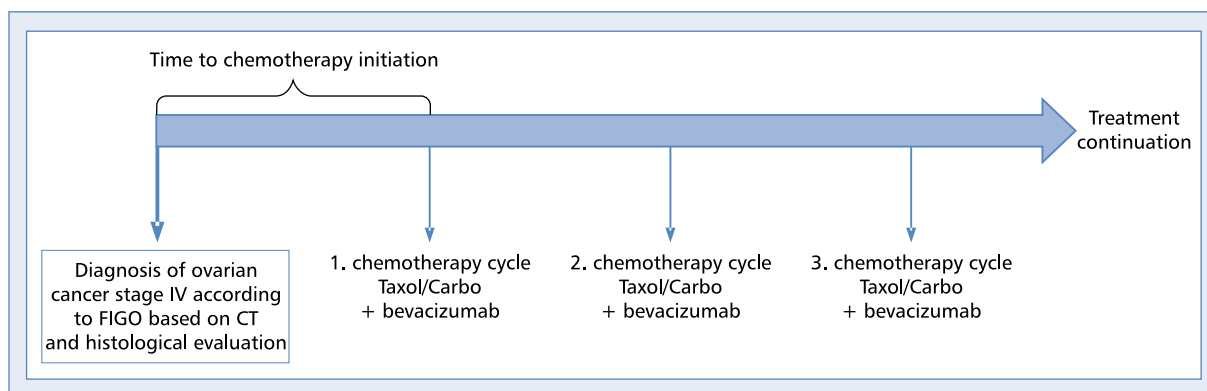 Time to chemotherapy initiation
Treatment
continuation
Diagnosis of ovarian
cancer stage IV according
to FIGO based on CT
and histological evaluation
1. chemotherapy cycle
Taxol/Carbo
+ bevacizumab
2. chemotherapy cycle
Taxol/Carbo
+ bevacizumab
3. chemotherapy cycle
Taxol/Carbo
+ bevacizumab